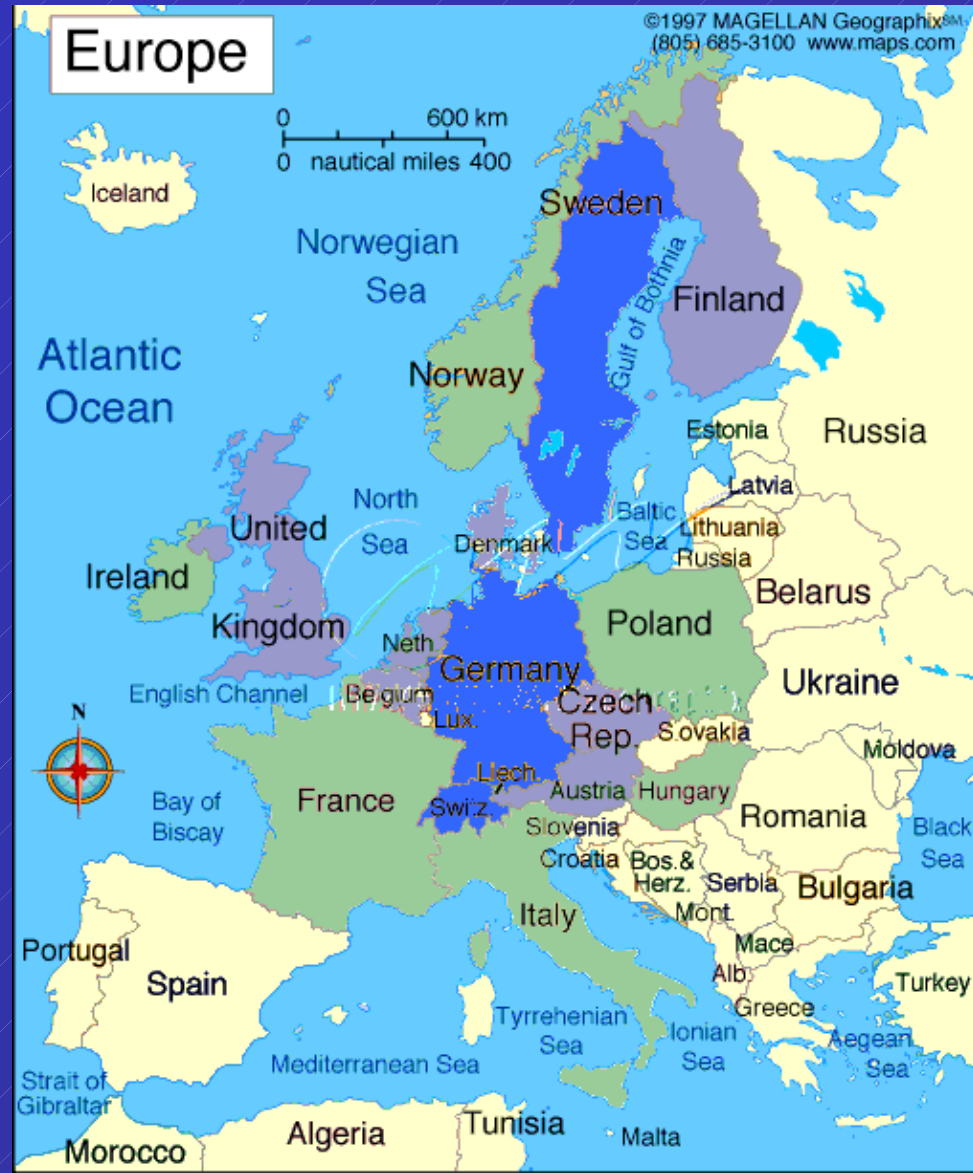 Europe
©1997 MAGELLAN Geographix℠
(805) 685-3100 www.maps.com
0 600 km
0 nautical miles 400
Iceland
Norwegian
Sea
Sweden
Gulf of Bothnia
Finland
Atlantic
Ocean
Norway
Estonia
Russia
Latvia
North
Sea
Baltic
Sea
Lithuania
Russia
United
Kingdom
Denmark
Ireland
Belarus
Neth.
Poland
Germany
English Channel
Belgium
Lux.
Czech
Rep.
Ukraine
Slovakia
N
Moldova
Liech.
Bay of
Biscay
France
Switz.
Austria
Hungary
Romania
Slovenia
Black
Sea
Croatia
Bos.&
Herz.
Serbia
Bulgaria
Mont.
Italy
Portugal
Spain
Mace
Alb.
Turkey
Greece
Tyrrehenian
Sea
Ionian
Sea
Aegean
Sea
Mediterranean Sea
Strait of
Gibraltar
Morocco
Algeria
Tunisia
Malta